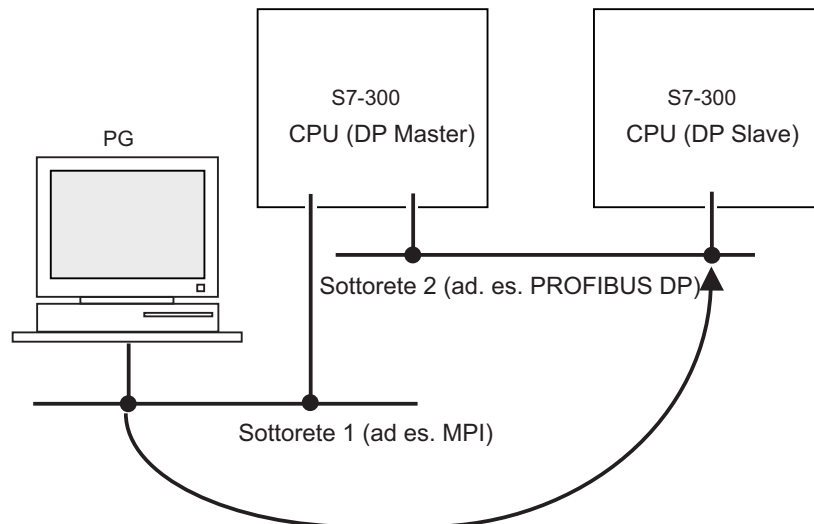 PG
S7-300
CPU (DP Master)
S7-300
CPU (DP Slave)
Sottorete 2 (ad. es. PROFIBUS DP)
Sottorete 1 (ad es. MPI)